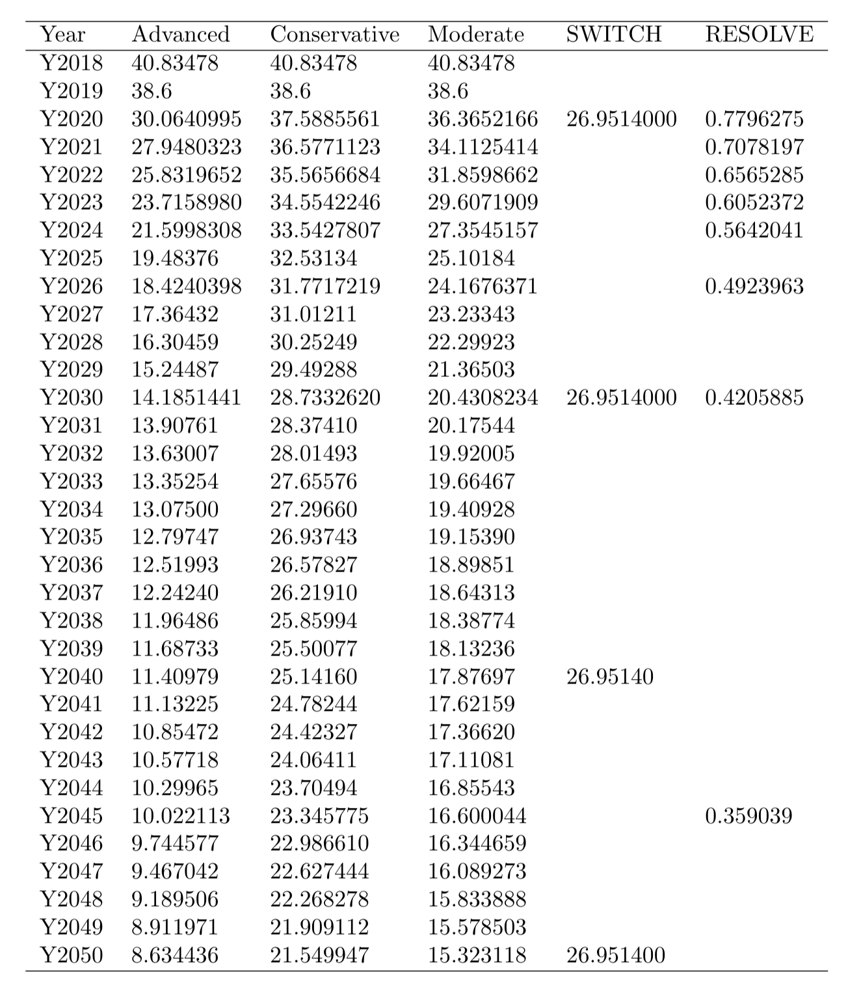 Year Advanced Conservative Moderate SWITCH RESOLVE
Y2018 40.83478 40.83478 40.83478
Y2019 38.6 38.6 38.6
Y2020 30.0640995 37.5885561 36.3652166 26.9514000 0.7796275
Y2021 27.9480323 36.5771123 34.1125414 0.7078197
Y2022 25.8319652 35.5656684 31.8598662 0.6565285
Y2023 23.7158980 34.5542246 29.6071909 0.6052372
Y2024 21.5998308 33.5427807 27.3545157 0.5642041
Y2025 19.48376 32.53134 25.10184
Y2026 18.4240398 31.7717219 24.1676371 0.4923963
Y2027 17.36432 31.01211 23.23343
Y2028 16.30459 30.25249 22.29923
Y2029 15.24487 29.49288 21.36503
Y2030 14.1851441 28.7332620 20.4308234 26.9514000 0.4205885
Y2031 13.90761 28.37410 20.17544
Y2032 13.63007 28.01493 19.92005
Y2033 13.35254 27.65576 19.66467
Y2034 13.07500 27.29660 19.40928
Y2035 12.79747 26.93743 19.15390
Y2036 12.51993 26.57827 18.89851
Y2037 12.24240 26.21910 18.64313
Y2038 11.96486 25.85994 18.38774
Y2039 11.68733 25.50077 18.13236
Y2040 11.40979 25.14160 17.87697 26.95140
Y2041 11.13225 24.78244 17.62159
Y2042 10.85472 24.42327 17.36620
Y2043 10.57718 24.06411 17.11081
Y2044 10.29965 23.70494 16.85543
Y2045 10.022113 23.345775 16.600044 0.359039
Y2046 9.744577 22.986610 16.344659
Y2047 9.467042 22.627444 16.089273
Y2048 9.189506 22.268278 15.833888
Y2049 8.911971 21.909112 15.578503
Y2050 8.634436 21.549947 15.323118 26.951400